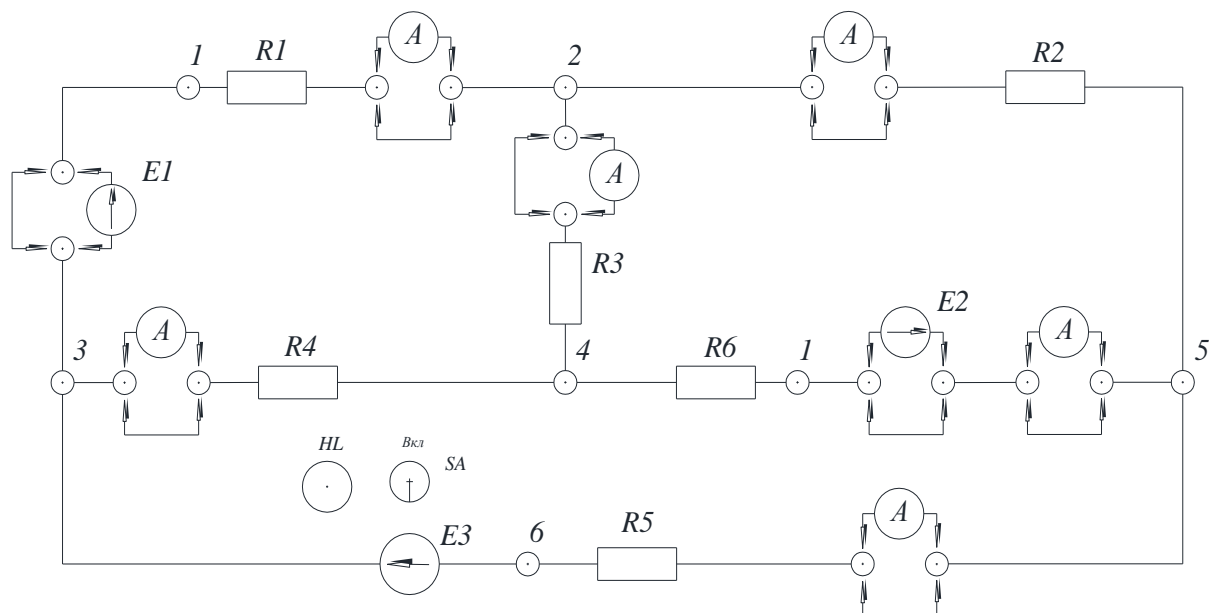 1 R1 A 2 A R2
E1 A
R3
3 A R4 4 R6 1 E2 A 5
HL Вкл SA
E3 6 R5 A